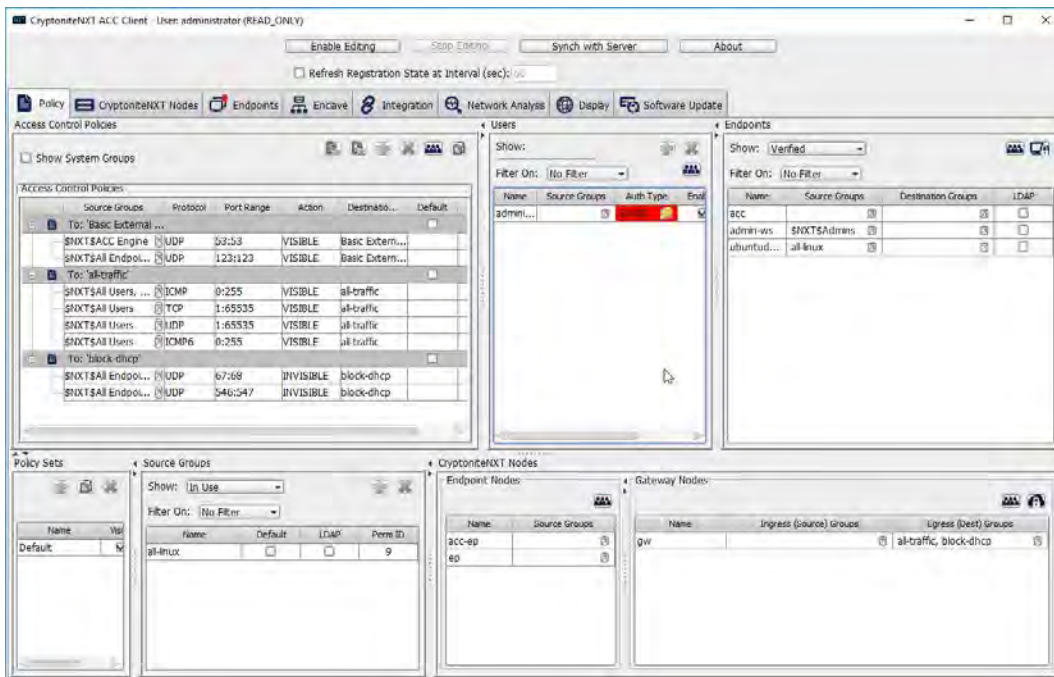 CryptoniteNXT ACC Client - User: administrator (READ_ONLY)
Enable Editing Stop Editing Synch with Server About
Refresh Registration State at Interval (sec):
Policy CryptoniteNXT Nodes Endpoints Enclave Integration Network Analysis Display Software Update
Access Control Policies
Show System Groups
Access Control Policies
Source Groups Protocol Port Range Action Destinatio... Default
To: 'Basic External ...
$NXT$ACC Engine UDP 53:53 VISIBLE Basic Extern...
$NXT$All Endpoi... UDP 123:123 VISIBLE Basic Extern...
To: 'all-traffic'
$NXT$All Users, ... ICMP 0:255 VISIBLE all-traffic
$NXT$All Users TCP 1:65535 VISIBLE all-traffic
$NXT$All Users UDP 1:65535 VISIBLE all-traffic
$NXT$All Users ICMP6 0:255 VISIBLE all-traffic
To: 'block-dhcp'
$NXT$All Endpoi... UDP 67:68 INVISIBLE block-dhcp
$NXT$All Endpoi... UDP 546:547 INVISIBLE block-dhcp
Users
Show:
Filter On: No Filter
Name Source Groups Auth Type Enal
admini...
Endpoints
Show: Verified
Filter On: No Filter
Name Source Groups Destination Groups LDAP
acc
admin-ws $NXT$Admins
ubuntud... all-linux
Policy Sets
Name Visi
Default
Source Groups
Show: In Use
Filter On: No Filter
Name Default LDAP Perm ID
all-linux 9
CryptoniteNXT Nodes
Endpoint Nodes
Name Source Groups
acc-ep
ep
Gateway Nodes
Name Ingress (Source) Groups Egress (Dest) Groups
gw all-traffic, block-dhcp